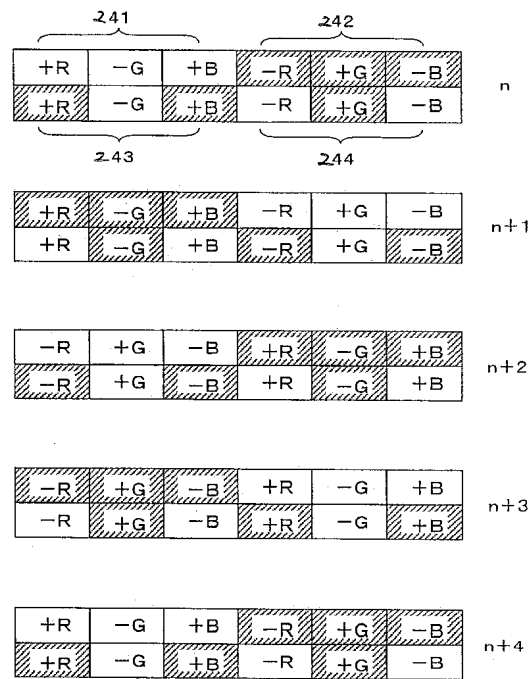 241 242
+R −G +B −R +G −B
n
+R −G +B −R +G −B
243 244
+R −G +B −R +G −B
n+1
+R −G +B −R +G −B
−R +G −B +R −G +B
n+2
−R +G −B +R −G +B
−R +G −B +R −G +B
n+3
−R +G −B +R −G +B
+R −G +B −R +G −B
n+4
+R −G +B −R +G −B